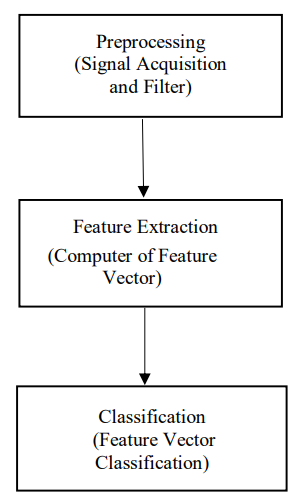 Preprocessing
(Signal Acquisition
and Filter)
Feature Extraction
(Computer of Feature
Vector)
Classification
(Feature Vector
Classification)